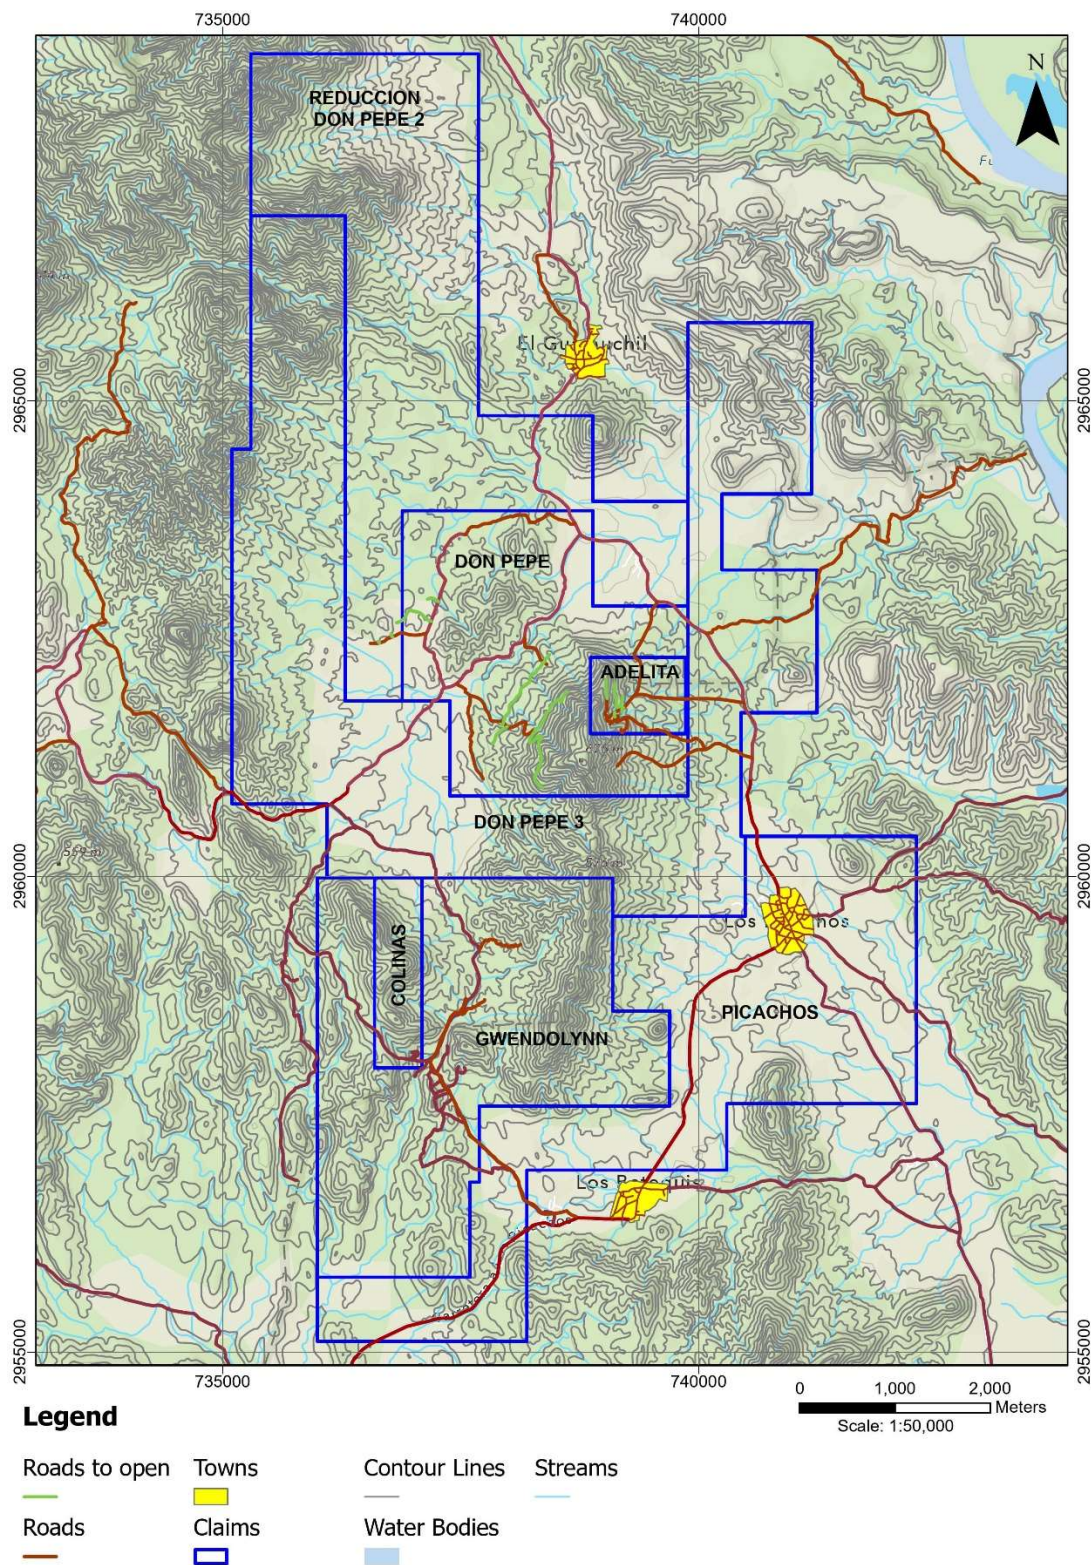 735000
740000
N
REDUCCION
DON PEPE 2
2965000
2965000
DON PEPE
ADELITA
DON PEPE 3
2960000
2960000
COLINAS
PICACHOS
GWENDOLYNN
2955000
2955000
735000
740000
0
1,000
2,000
Meters
Scale: 1:50,000
Legend
Roads to open
Towns
Contour Lines
Streams
Roads
Claims
Water Bodies